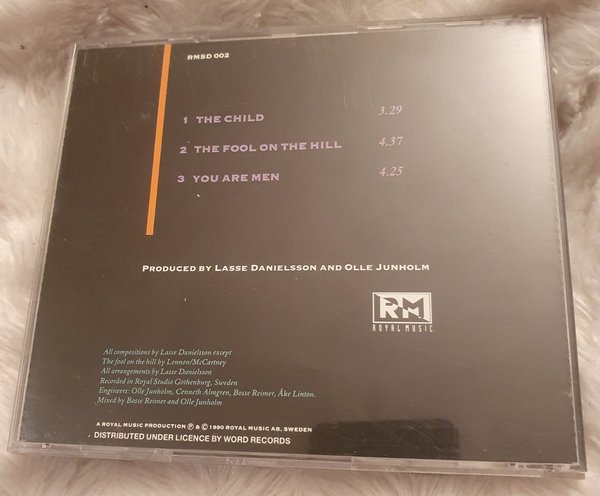 RMSD 002
1 THE CHILD 3.29
2 THE FOOL ON THE HILL 4.37
3 YOU ARE MEN 4.25
PRODUCED BY LASSE DANIELSSON AND OLLE JUNHOLM
RM
ROYAL MUSIC
All compositions by Lasse Danielsson except
The fool on the hill by Lennon/McCartney
All arrangements by Lasse Danielsson
Recorded in Royal Studio Gothenburg, Sweden
Engineers: Olle Junholm, Cenneth Almgren, Bosse Reimer, Åke Linton.
Mixed by Bosse Reimer and Olle Junholm
A ROYAL MUSIC PRODUCTION ℗ & © 1990 ROYAL MUSIC AB, SWEDEN
DISTRIBUTED UNDER LICENCE BY WORD RECORDS